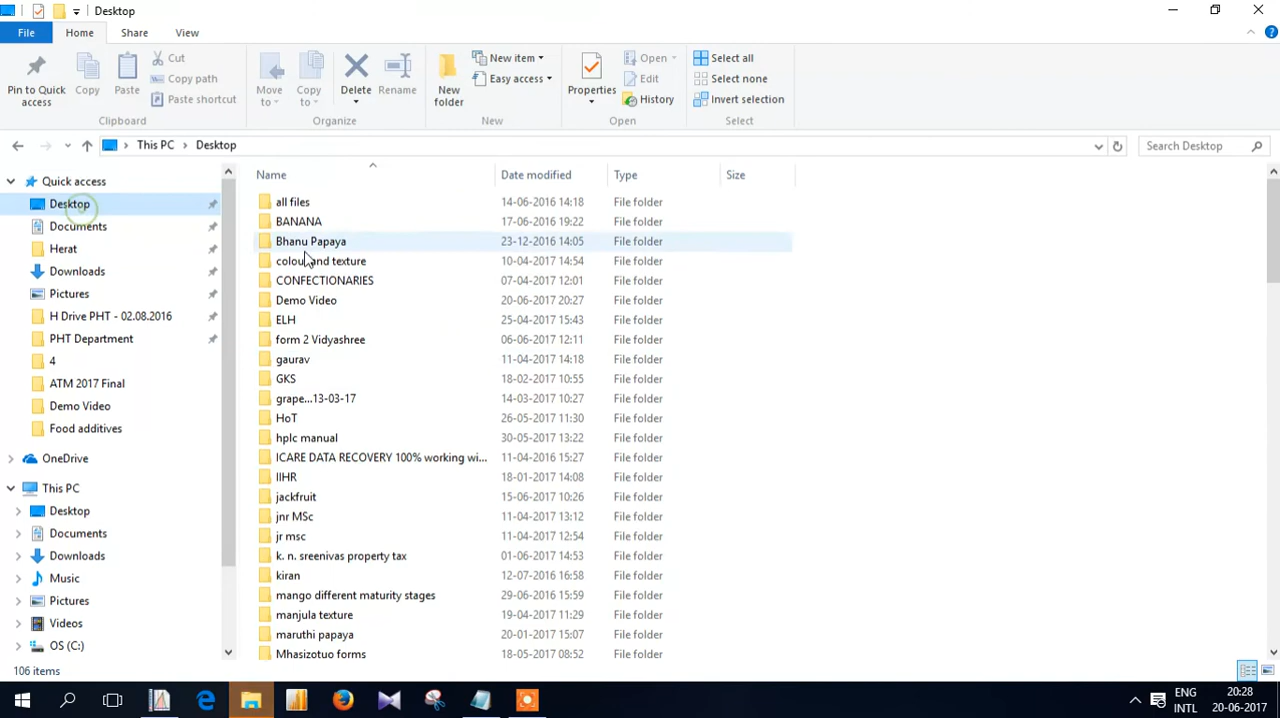 Desktop
File Home Share View
Pin to Quick access
Copy
Paste
Cut
Copy path
Paste shortcut
Clipboard
Move to
Copy to
Delete
Rename
Organize
New folder
New item
Easy access
New
Properties
Open
Edit
History
Open
Select all
Select none
Invert selection
Select
This PC Desktop
Search Desktop
Quick access
Desktop
Documents
Herat
Downloads
Pictures
H Drive PHT - 02.08.2016
PHT Department
4
ATM 2017 Final
Demo Video
Food additives
OneDrive
This PC
Desktop
Documents
Downloads
Music
Pictures
Videos
OS (C:)
Name Date modified Type Size
all files 14-06-2016 14:18 File folder
BANANA 17-06-2016 19:22 File folder
Bhanu Papaya 23-12-2016 14:05 File folder
colour and texture 10-04-2017 14:54 File folder
CONFECTIONARIES 07-04-2017 12:01 File folder
Demo Video 20-06-2017 20:27 File folder
ELH 25-04-2017 15:43 File folder
form 2 Vidyashree 06-06-2017 12:11 File folder
gaurav 11-04-2017 14:18 File folder
GKS 18-02-2017 10:55 File folder
grape...13-03-17 14-03-2017 10:27 File folder
HoT 26-05-2017 11:30 File folder
hplc manual 30-05-2017 13:22 File folder
ICARE DATA RECOVERY 100% working wi... 11-04-2016 15:27 File folder
IIHR 18-01-2017 14:08 File folder
jackfruit 15-06-2017 10:26 File folder
jnr MSc 11-04-2017 13:12 File folder
jr msc 11-04-2017 12:54 File folder
k. n. sreenivas property tax 01-06-2017 14:53 File folder
kiran 12-07-2016 16:58 File folder
mango different maturity stages 29-06-2016 15:59 File folder
manjula texture 19-04-2017 11:29 File folder
maruthi papaya 20-01-2017 15:07 File folder
Mhasizotuo forms 18-05-2017 08:52 File folder
106 items
ENG 20:28
INTL 20-06-2017